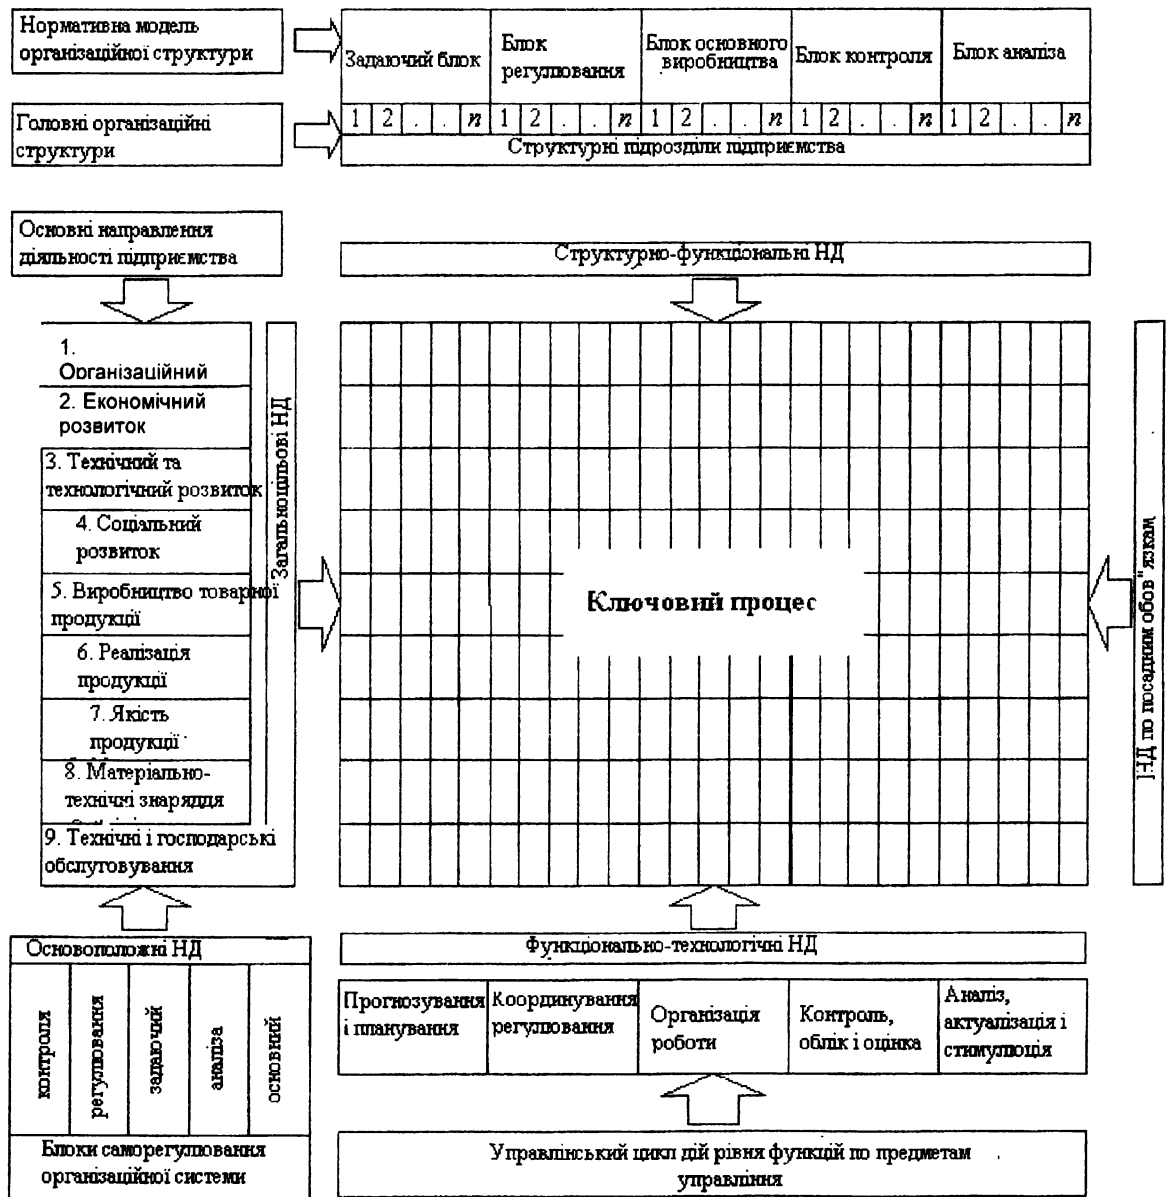 Нормативна модель
організаційної структури
Задаючий блок
Блок
регулювання
Блок основного
виробництва
Блок контроля
Блок аналіза
Головні організаційні
структури
1 2 . . n 1 2 . . n 1 2 . . n 1 2 . . n 1 2 . . n
Структурні підрозділи підприємства
Основні направлення
діяльності підприємства
Структурно-функціональні НД
1.
Організаційний
2. Економічний
розвиток
3. Технічний та
технологічний розвиток
4. Соціальний
розвиток
5. Виробництво товарної
продукції
6. Реалізація
продукції
7. Якість
продукції
8. Матеріально-
технічні знаряддя
9. Технічні і господарські
обслуговування
Загальноцільові НД
Ключовий процес
НД по посадним обов"язкам
Основоположні НД
контроля
регулювання
задаючий
аналіза
основний
Блоки саморегулювання
організаційної системи
Функціонально-технологічні НД
Прогнозування
і планування
Координування
регулювання
Організація
роботи
Контроль,
облік і оцінка
Аналіз,
актуалізація і
стимулюція
Управлінський цикл дій рівня функцій по предметам
управління